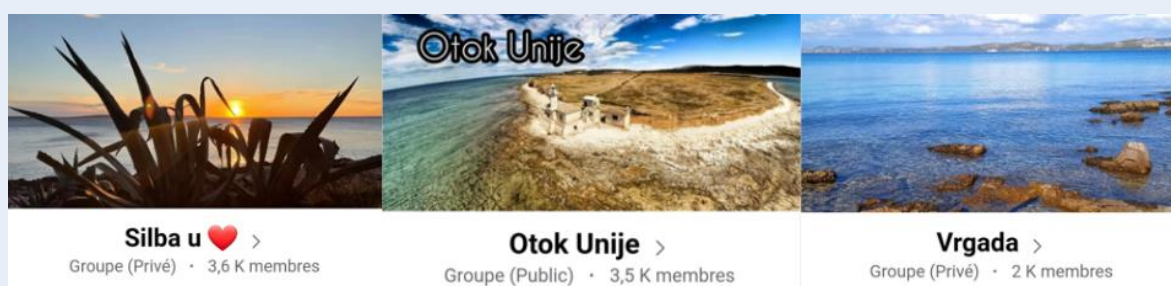 Otok Unije
Silba u ❤️ >
Groupe (Privé) · 3,6 K membres
Otok Unije >
Groupe (Public) · 3,5 K membres
Vrgada >
Groupe (Privé) · 2 K membres